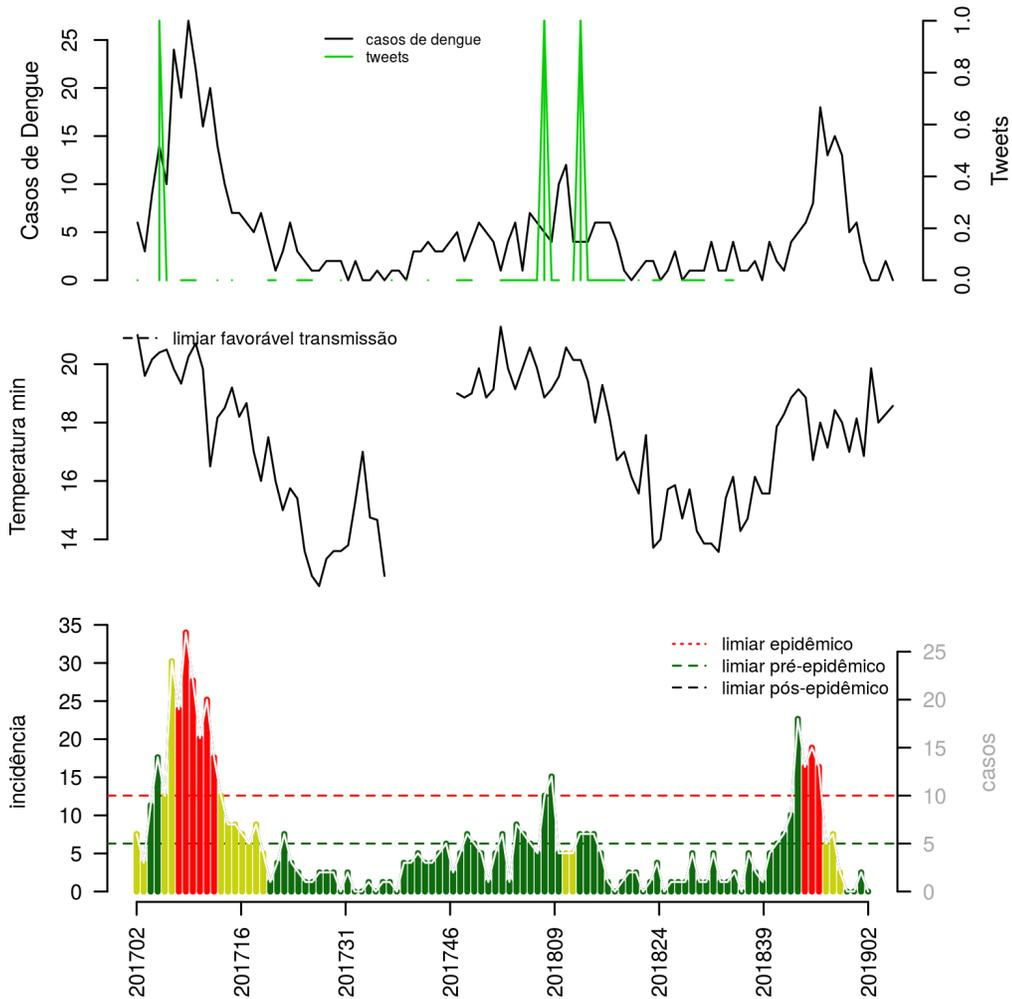 casos de dengue
tweets
Casos de Dengue
0 5 10 15 20 25
Tweets
0.0 0.2 0.4 0.6 0.8 1.0
limiar favorável transmissão
Temperatura min
14 16 18 20
limiar epidêmico
limiar pré-epidêmico
limiar pós-epidêmico
incidência
0 5 10 15 20 25 30 35
casos
0 5 10 15 20 25
201702 201716 201731 201746 201809 201824 201839 201902